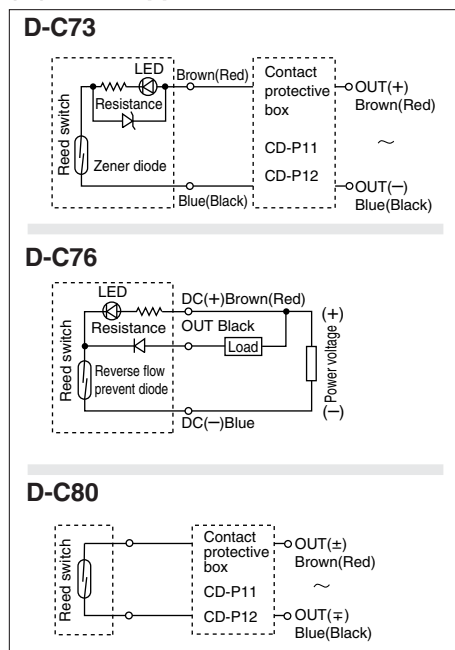 D-C73
LED
Brown(Red)
Resistance
Reed switch
Zener diode
Blue(Black)
Contact
protective
box
CD-P11
CD-P12
OUT(+)
Brown(Red)
~
OUT(−)
Blue(Black)
D-C76
LED
DC(+)Brown(Red)
Resistance
OUT Black
Load
Reed switch
Reverse flow
prevent diode
DC(−)Blue
(+)
Power voltage
(−)
D-C80
Reed switch
Contact
protective
box
CD-P11
CD-P12
OUT(±)
Brown(Red)
~
OUT(∓)
Blue(Black)